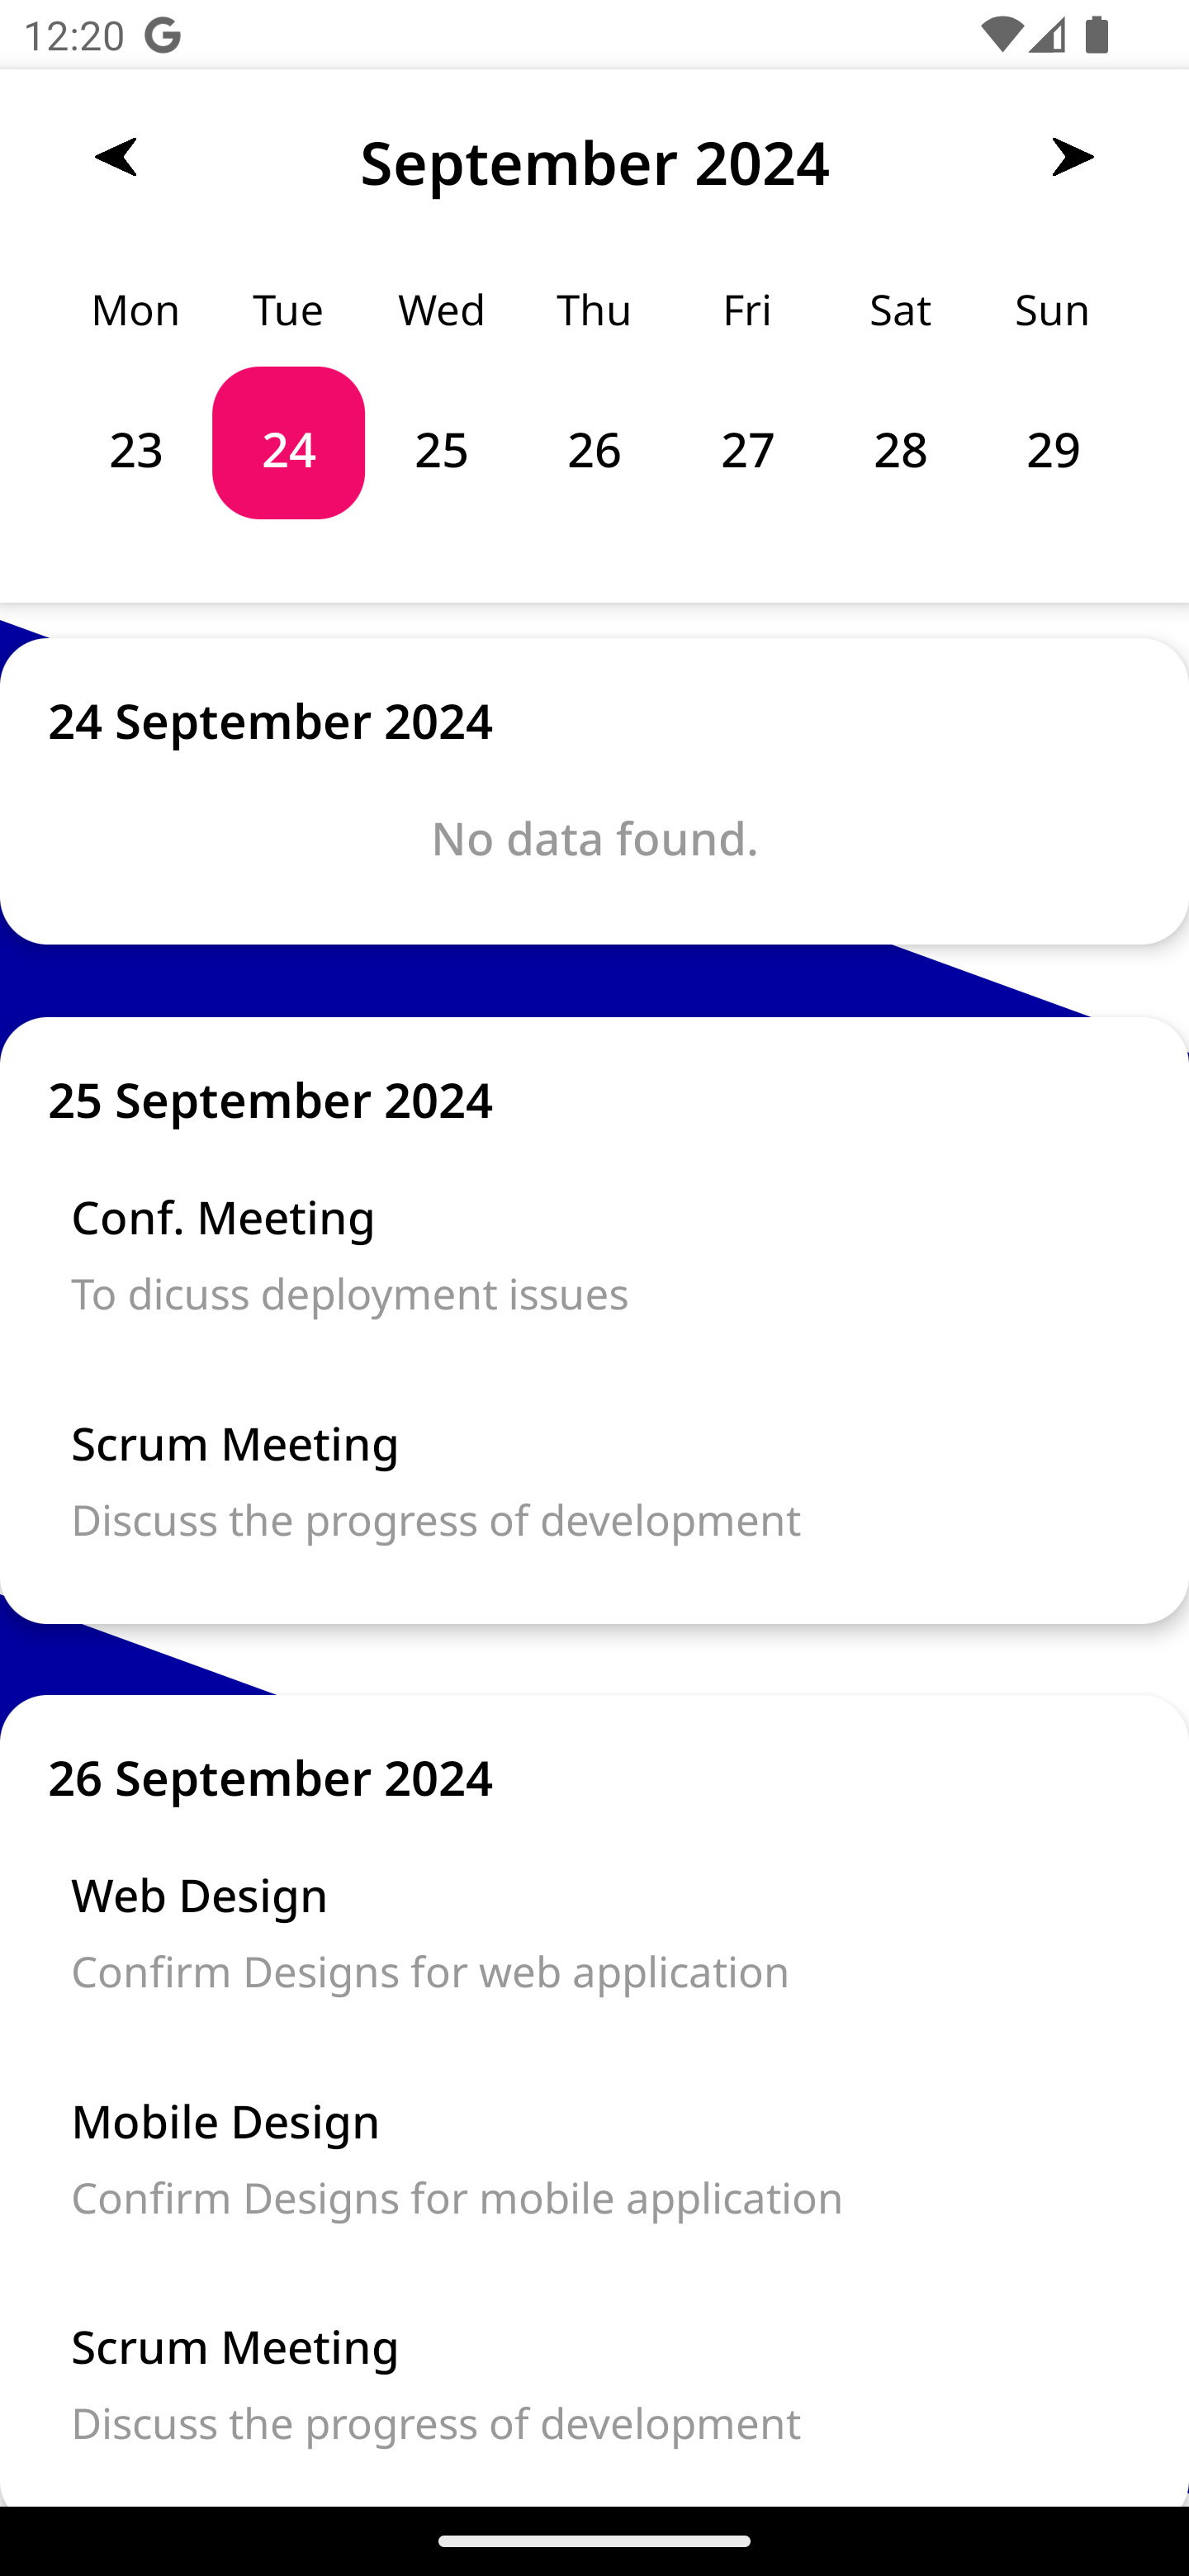 12:20
September 2024
Mon Tue Wed Thu Fri Sat Sun
23 24 25 26 27 28 29
24 September 2024
No data found.
25 September 2024
Conf. Meeting
To dicuss deployment issues
Scrum Meeting
Discuss the progress of development
26 September 2024
Web Design
Confirm Designs for web application
Mobile Design
Confirm Designs for mobile application
Scrum Meeting
Discuss the progress of development